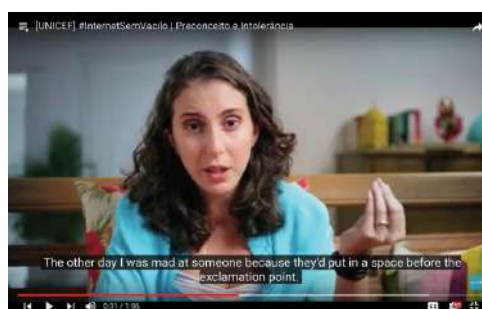 [UNICEF] #InternetSemVacilo | Preconceito e Intolerância
The other day I was mad at someone because they'd put in a space before the
exclamation point.
0:31 / 1:06